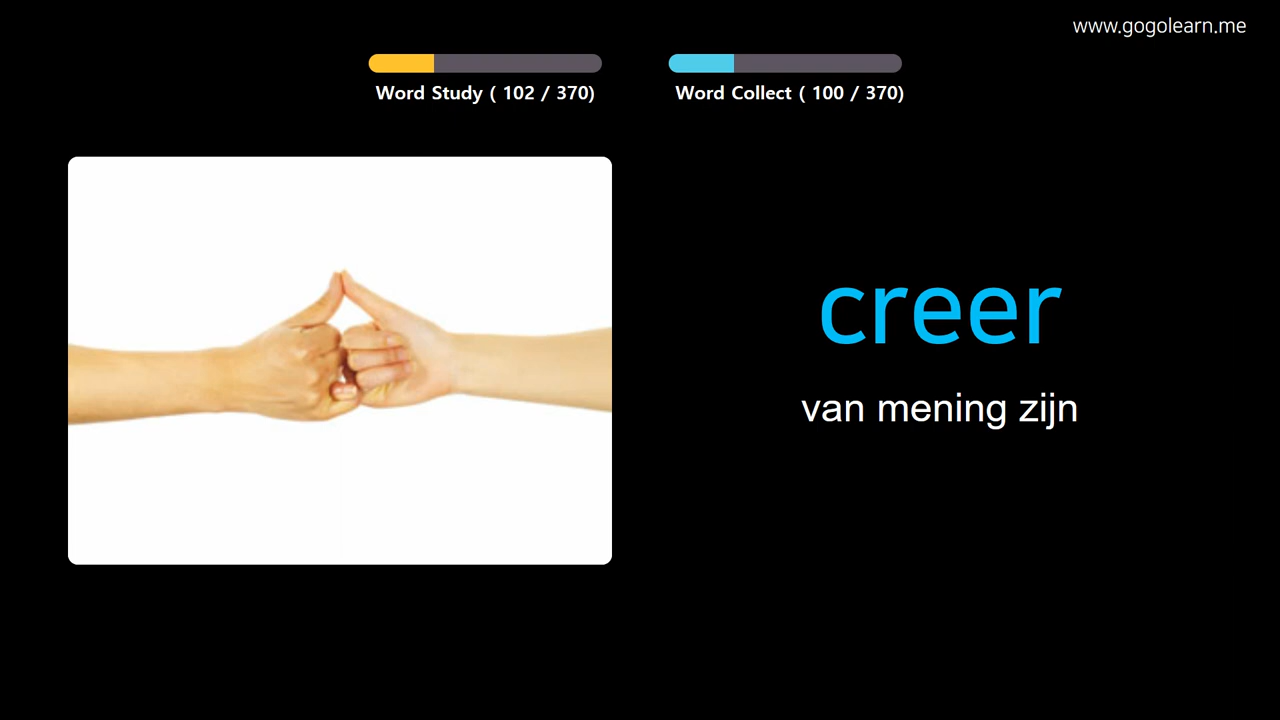 www.gogolearn.me
Word Study ( 102 / 370)
Word Collect ( 100 / 370)
creer
van mening zijn